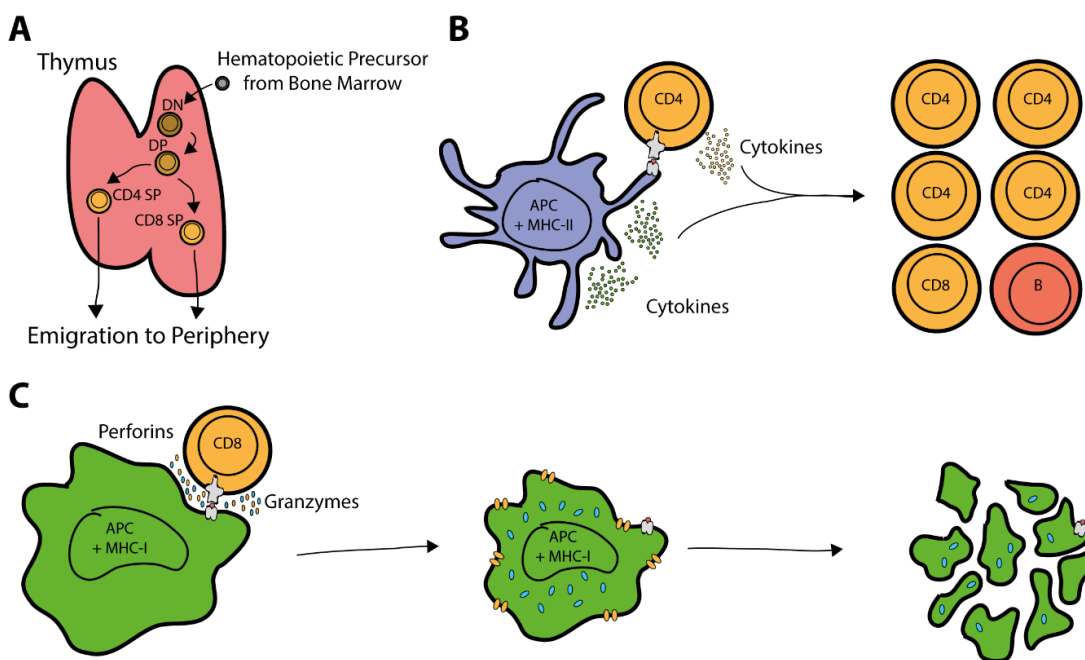 A
Thymus
Hematopoietic Precursor
from Bone Marrow
DN
DP
CD4 SP
CD8 SP
Emigration to Periphery
B
CD4
Cytokines
APC
+ MHC-II
Cytokines
CD4
CD4
CD4
CD4
CD8
B
C
Perforins
CD8
Granzymes
APC
+ MHC-I
APC
+ MHC-I